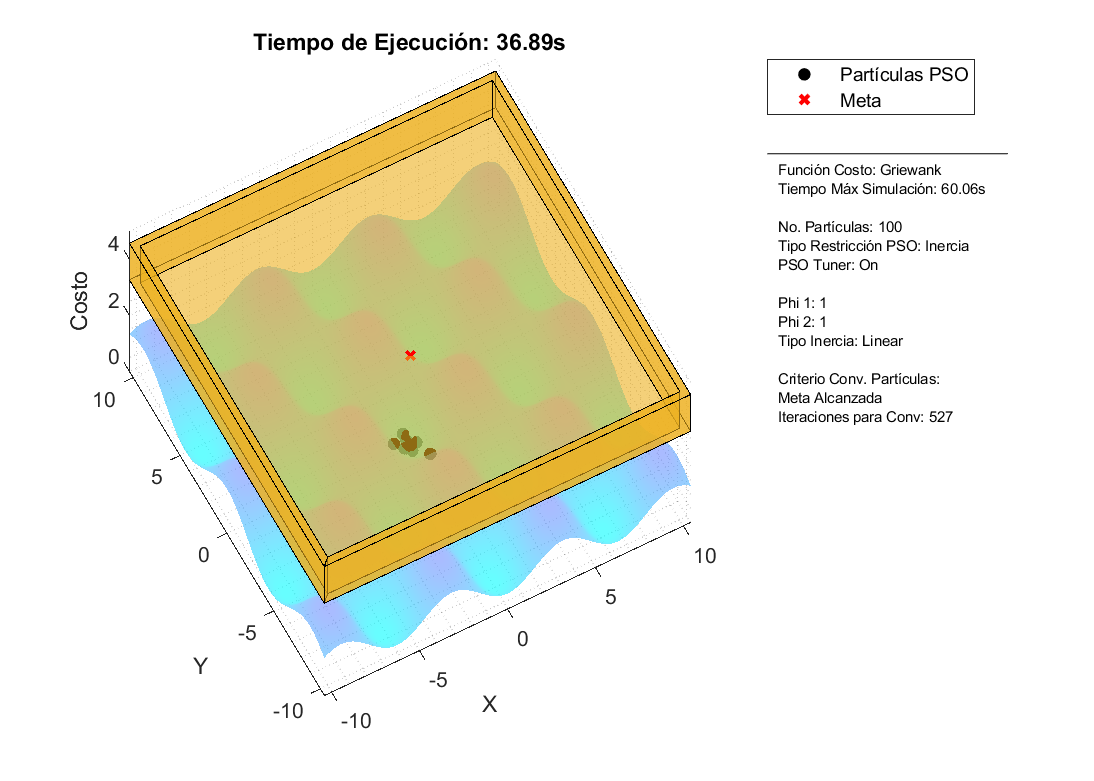 Tiempo de Ejecución: 36.89s
Partículas PSO
Meta
Función Costo: Griewank
Tiempo Máx Simulación: 60.06s
No. Partículas: 100
Tipo Restricción PSO: Inercia
PSO Tuner: On
Phi 1: 1
Phi 2: 1
Tipo Inercia: Linear
Criterio Conv. Partículas:
Meta Alcanzada
Iteraciones para Conv: 527
Costo
4
2
0
10
5
0
-5
-10
Y
-10
-5
0
5
10
X